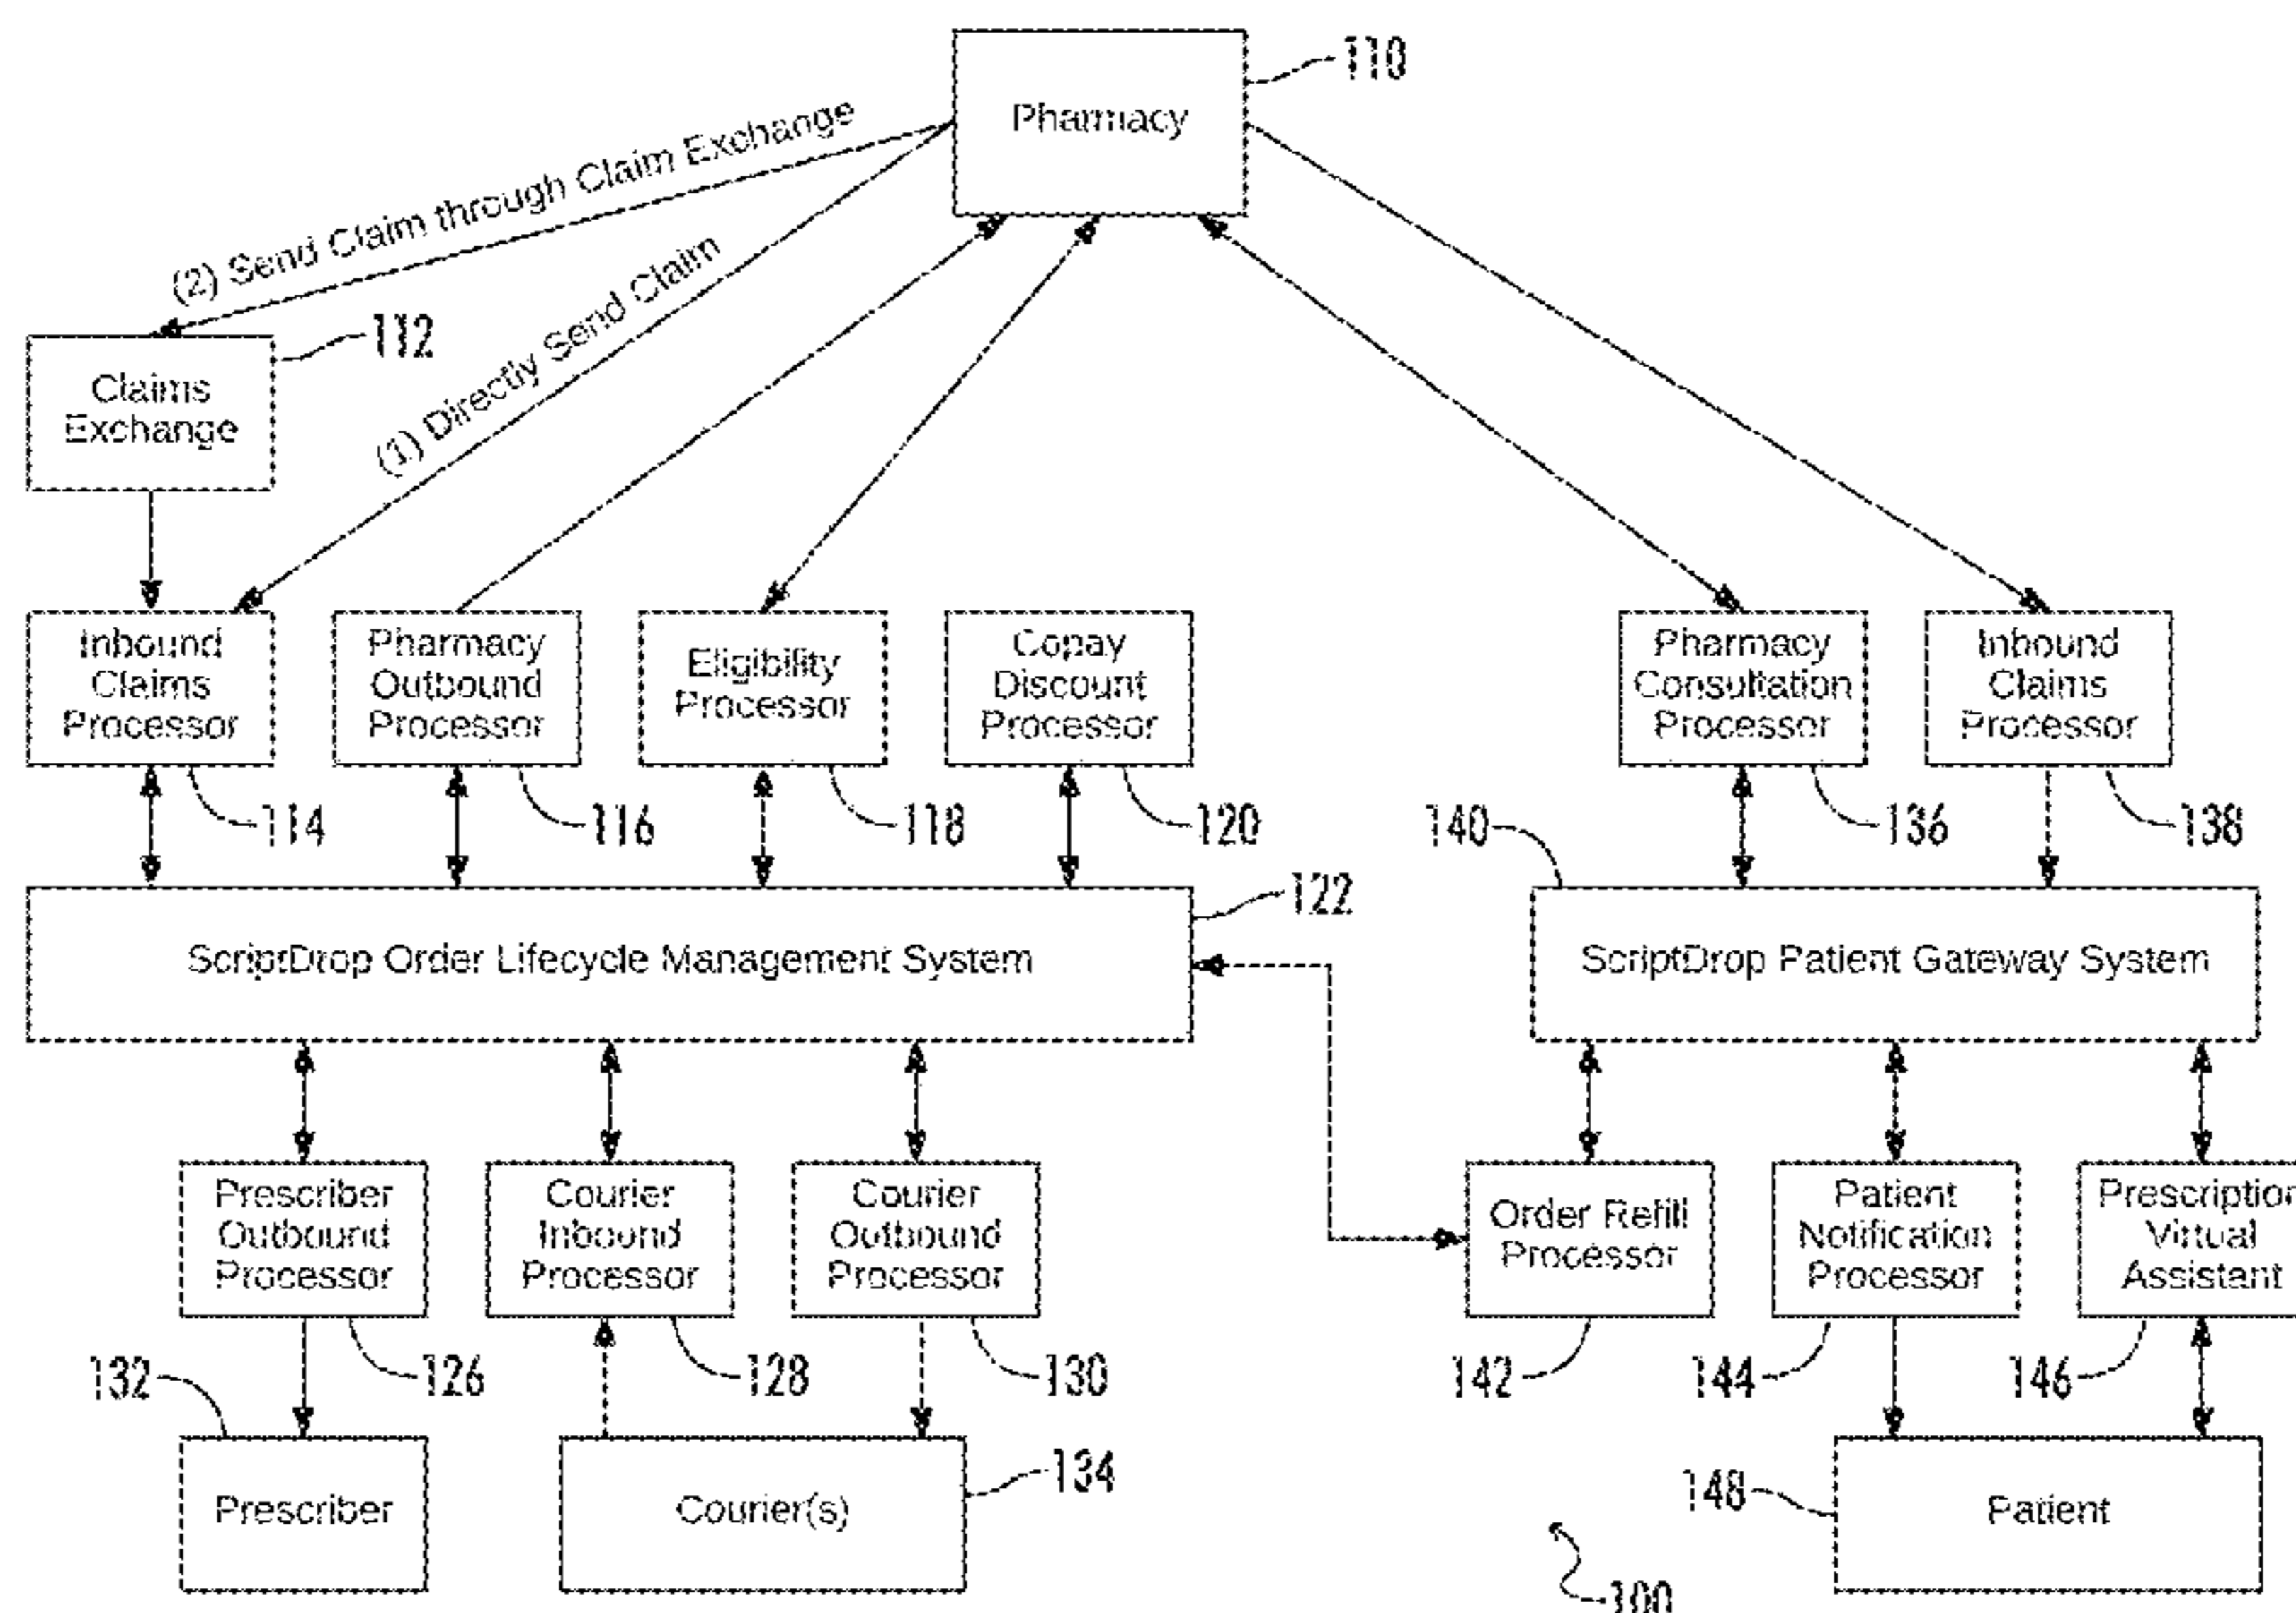 110
Pharmacy
(2) Send Claim through Claim Exchange
(1) Directly Send Claim
112
Claims
Exchange
Inbound
Claims
Processor
Pharmacy
Outbound
Processor
Eligibility
Processor
Copay
Discount
Processor
Pharmacy
Consultation
Processor
Inbound
Claims
Processor
114
116
118
120
140
136
138
122
ScriptDrop Order Lifecycle Management System
ScriptDrop Patient Gateway System
Prescriber
Outbound
Processor
Courier
Inbound
Processor
Courier
Outbound
Processor
Order Refill
Processor
Patient
Notification
Processor
Prescription
Virtual
Assistant
132
126
128
130
142
144
146
Prescriber
Courier(s)
134
148
Patient
100